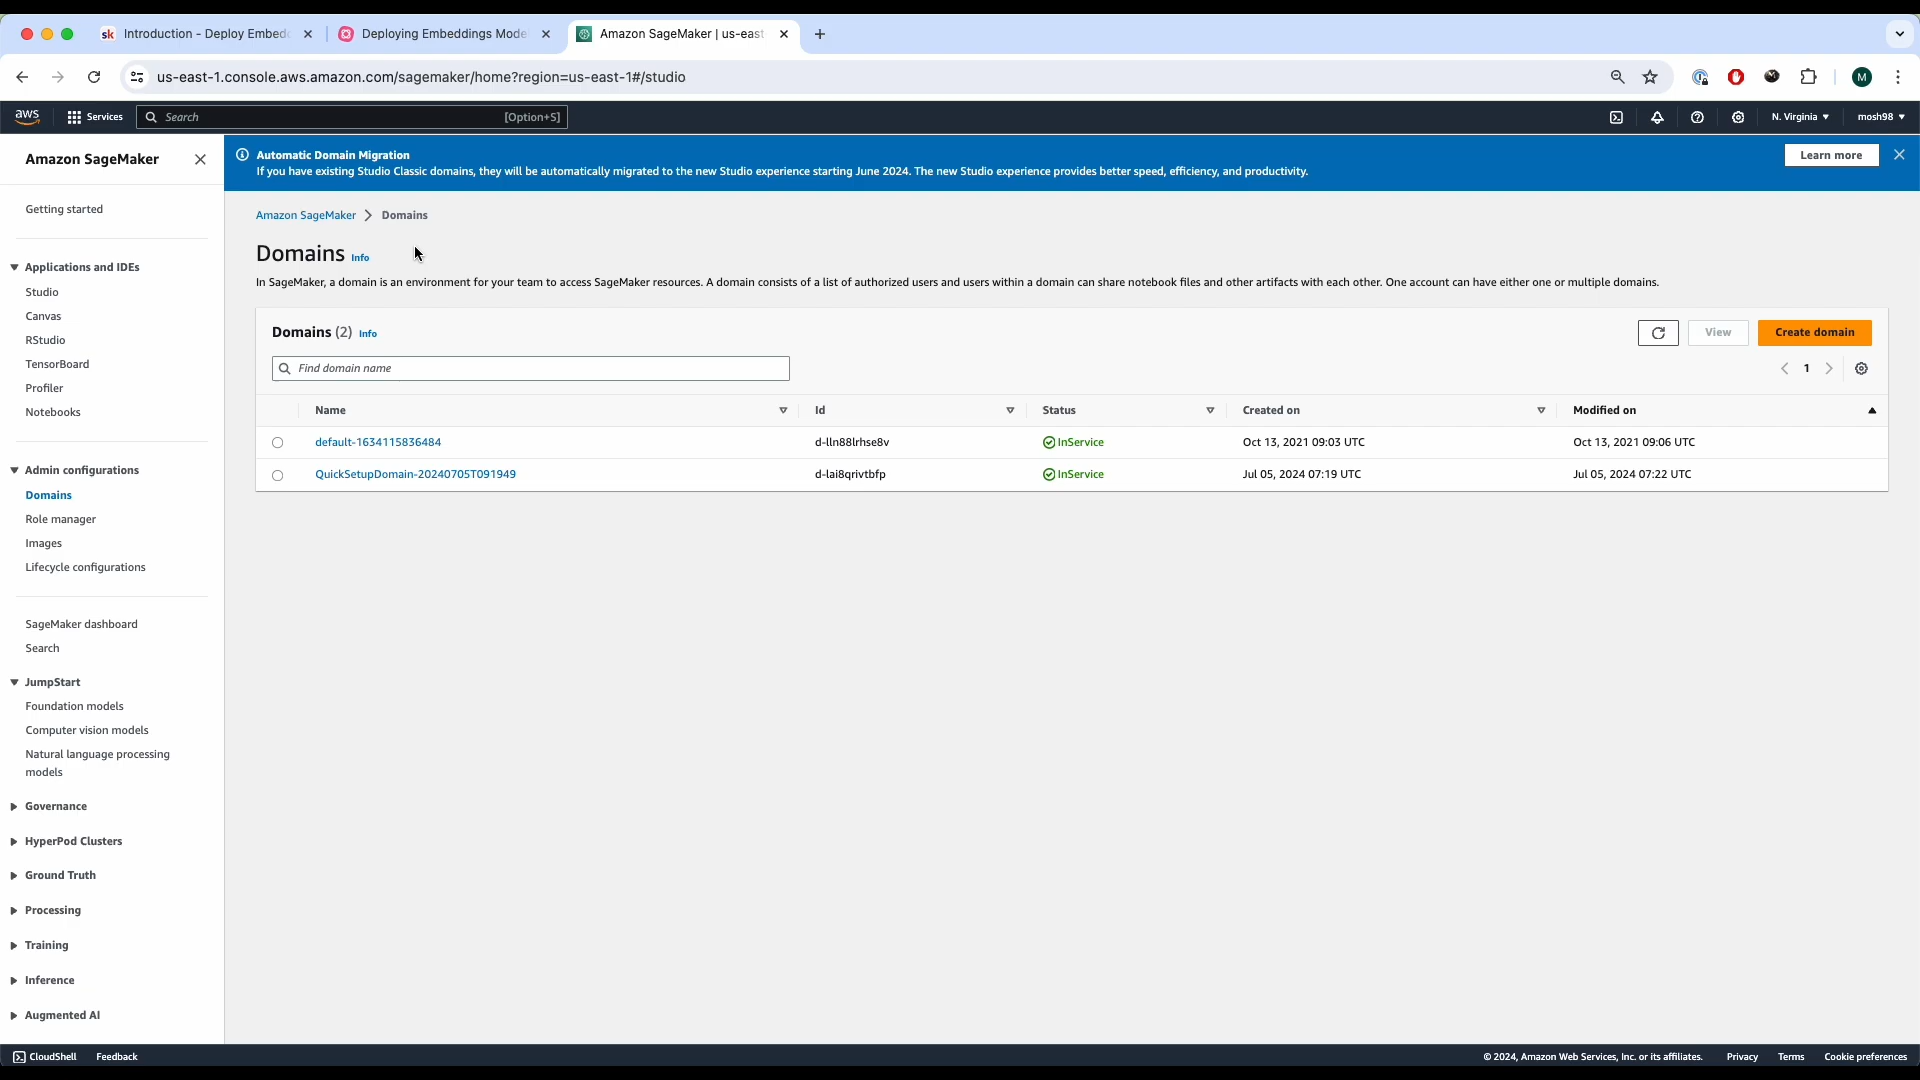 Introduction - Deploy Embed
Deploying Embeddings Mode
Amazon SageMaker | us-east
us-east-1.console.aws.amazon.com/sagemaker/home?region=us-east-1#/studio
M
aws
Services
Search
[Option+S]
N. Virginia
mosh98
Amazon SageMaker
Getting started
Applications and IDEs
Studio
Canvas
RStudio
TensorBoard
Profiler
Notebooks
Admin configurations
Domains
Role manager
Images
Lifecycle configurations
SageMaker dashboard
Search
JumpStart
Foundation models
Computer vision models
Natural language processing
models
Governance
HyperPod Clusters
Ground Truth
Processing
Training
Inference
Augmented AI
Automatic Domain Migration
If you have existing Studio Classic domains, they will be automatically migrated to the new Studio experience starting June 2024. The new Studio experience provides better speed, efficiency, and productivity.
Learn more
Amazon SageMaker > Domains
Domains Info
In SageMaker, a domain is an environment for your team to access SageMaker resources. A domain consists of a list of authorized users and users within a domain can share notebook files and other artifacts with each other. One account can have either one or multiple domains.
Domains (2) Info
View
Create domain
Find domain name
1
Name Id Status Created on Modified on
default-1634115836484 d-lln88lrhse8v InService Oct 13, 2021 09:03 UTC Oct 13, 2021 09:06 UTC
QuickSetupDomain-20240705T091949 d-lai8qrivtbfp InService Jul 05, 2024 07:19 UTC Jul 05, 2024 07:22 UTC
CloudShell Feedback
© 2024, Amazon Web Services, Inc. or its affiliates. Privacy Terms Cookie preferences